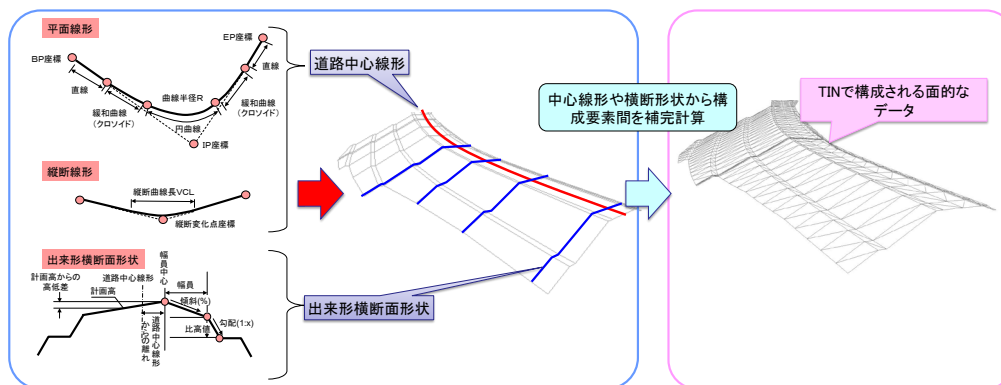 平面線形
BP座標
EP座標
直線
曲線半径R
直線
緩和曲線
（クロソイド）
緩和曲線
（クロソイド）
円曲線
IP座標
縦断線形
縦断曲線長VCL
縦断変化点座標
出来形横断面形状
計画高からの
高低差
道路中心線形
計画高
幅員中心
幅員
傾斜(%)
勾配(1:x)
比高値
道路中心線形
からの離れ
道路中心線形
出来形横断面形状
中心線形や横断形状から構
成要素間を補完計算
TINで構成される面的な
データ